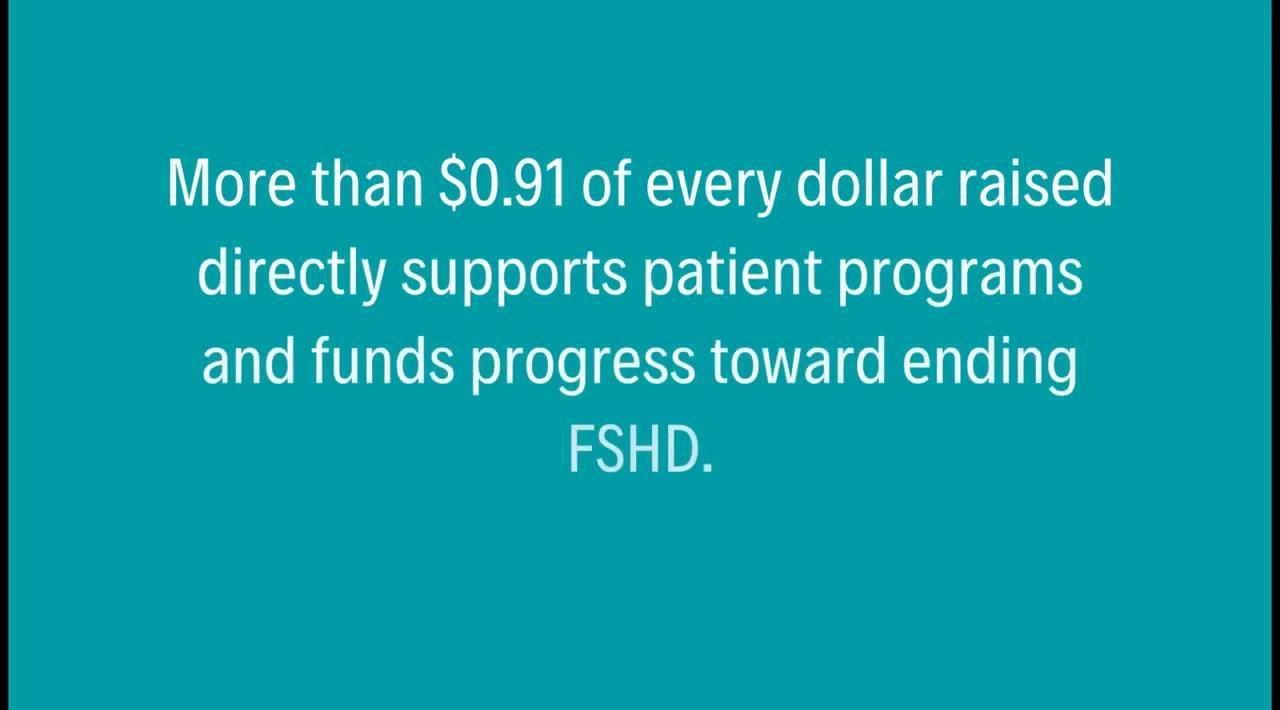 More than $0.91 of every dollar raised
directly supports patient programs
and funds progress toward ending
FSHD.